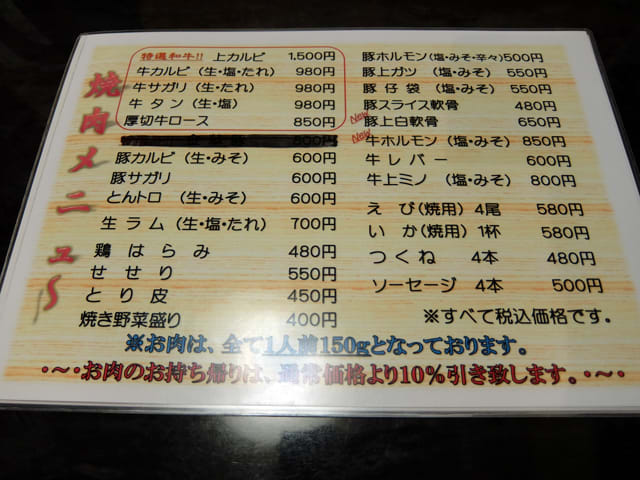 焼肉メニュ～
特選和牛!! 上カルビ 1,500円
牛カルビ（生・塩・たれ） 980円
牛サガリ（生・塩・たれ） 980円
牛タン（生・塩） 980円
厚切牛ロース 850円
豚カルビ（生・みそ） 600円
豚サガリ 600円
とんトロ（生・みそ） 600円
生ラム（生・塩・たれ） 700円
鶏はらみ 480円
せせり 550円
とり皮 450円
焼き野菜盛り 400円
豚ホルモン（塩・みそ・辛々）500円
豚上ガツ（塩・みそ） 550円
豚仔袋（塩・みそ） 550円
豚スライス軟骨 480円
New 豚上白軟骨 650円
New 牛ホルモン（塩・みそ）850円
牛レバー 600円
牛上ミノ（塩・みそ） 800円
えび（焼用）4尾 580円
いか（焼用）1杯 580円
つくね 4本 480円
ソーセージ 4本 500円
※すべて税込価格です。
※お肉は、全て1人前150gとなっております。
・～・お肉のお持ち帰りは、通常価格より10％引き致します。・～・